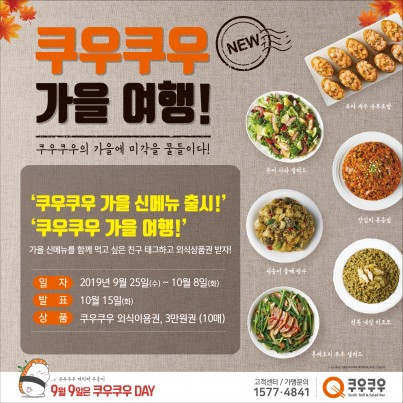 쿠우쿠우
NEW
가을 여행!
쿠우쿠우의 가을에 미각을 물들이다!
'쿠우쿠우 가을 신메뉴 출시!'
'쿠우쿠우 가을 여행!'
가을 신메뉴를 함께 먹고 싶은 친구 태그하고 외식상품권 받자!
일 자 2019년 9월 25일(수) ~ 10월 8일(화)
발 표 10월 15일(화)
상 품 쿠우쿠우 외식이용권, 3만원권 (10매)
9월 9일은 쿠우쿠우 DAY
고객센터 / 가맹문의
1577·4841
쿠우쿠우
Sushi Roll & Salad Bar